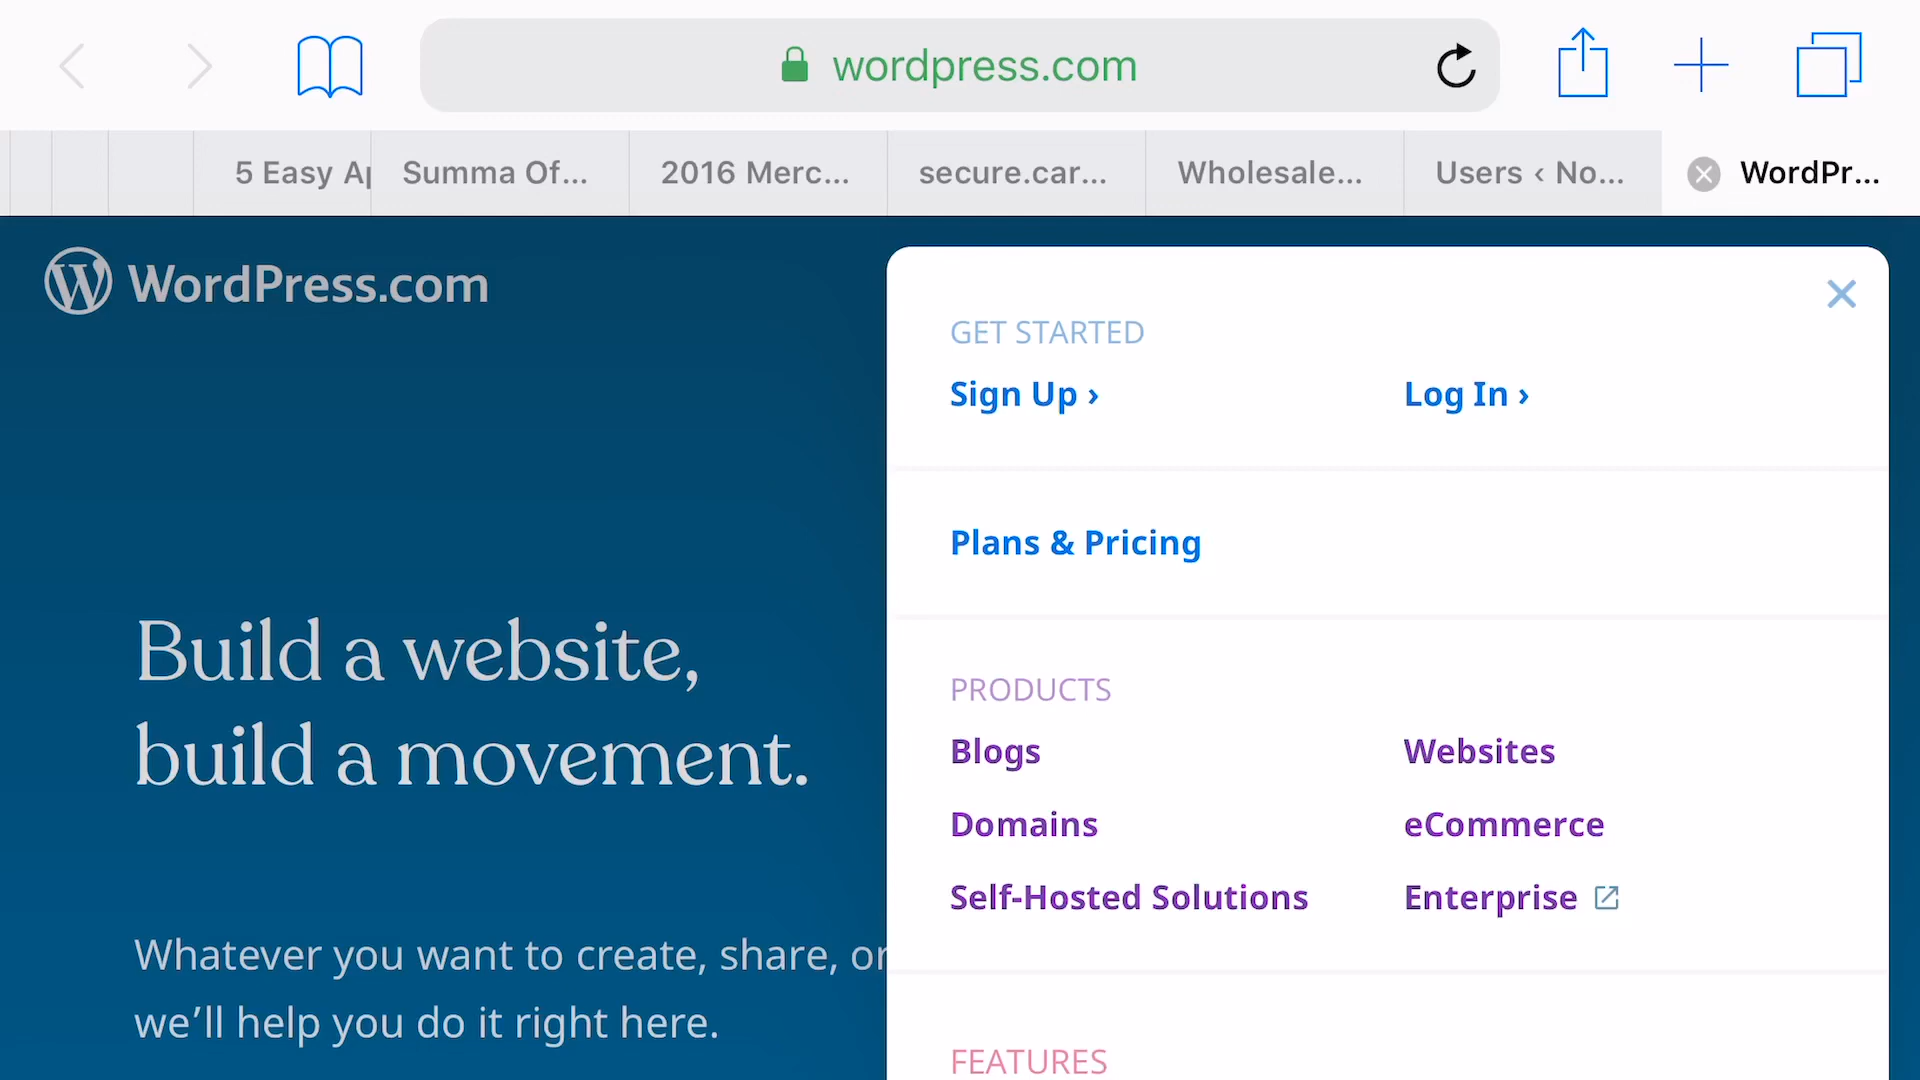 wordpress.com
5 Easy Ap
Summa Of...
2016 Merc...
secure.car...
Wholesale...
Users ‹ No...
WordPr...
WordPress.com
GET STARTED
Sign Up ›
Log In ›
Plans & Pricing
Build a website,
build a movement.
PRODUCTS
Blogs
Websites
Domains
eCommerce
Self-Hosted Solutions
Enterprise
Whatever you want to create, share, or
we’ll help you do it right here.
FEATURES